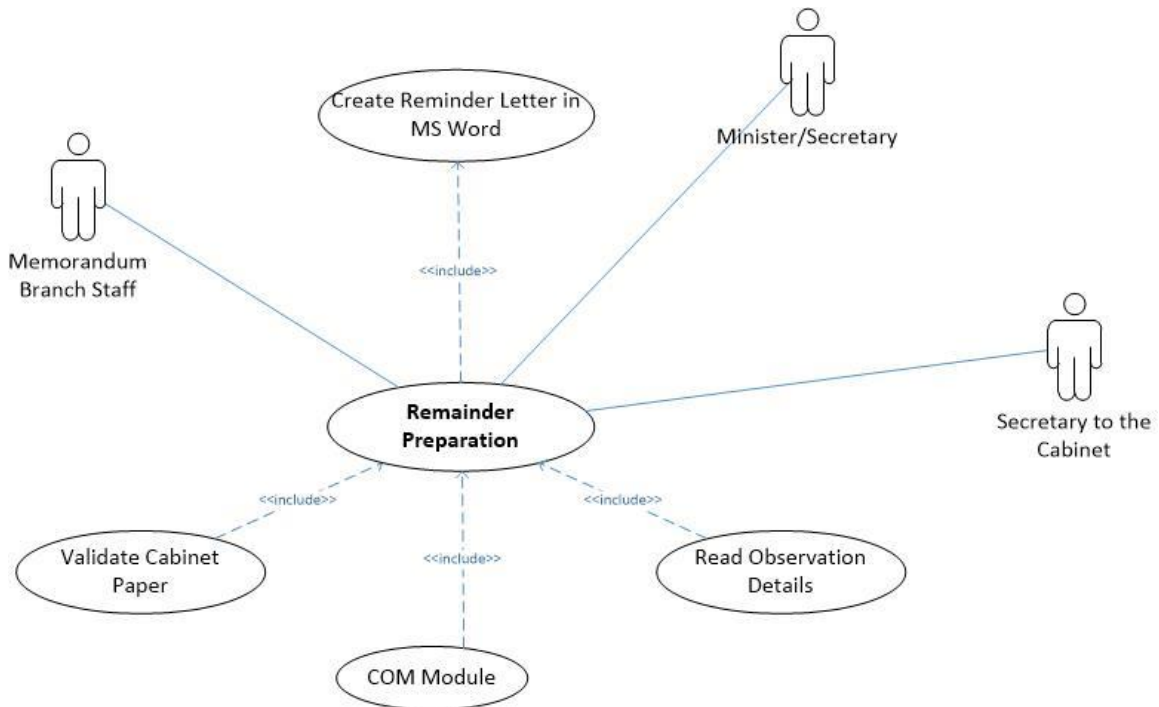 Create Reminder Letter in
MS Word
Minister/Secretary
Memorandum
Branch Staff
<<include>>
Remainder
Preparation
Secretary to the
Cabinet
<<include>>
<<include>>
<<include>>
Validate Cabinet
Paper
Read Observation
Details
COM Module